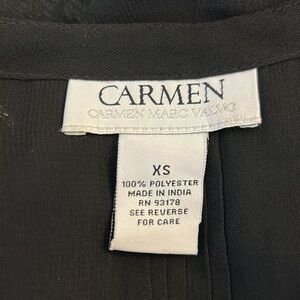 CARMEN
CARMEN MARC VALVO
XS
100% POLYESTER
MADE IN INDIA
RN 93178
SEE REVERSE
FOR CARE